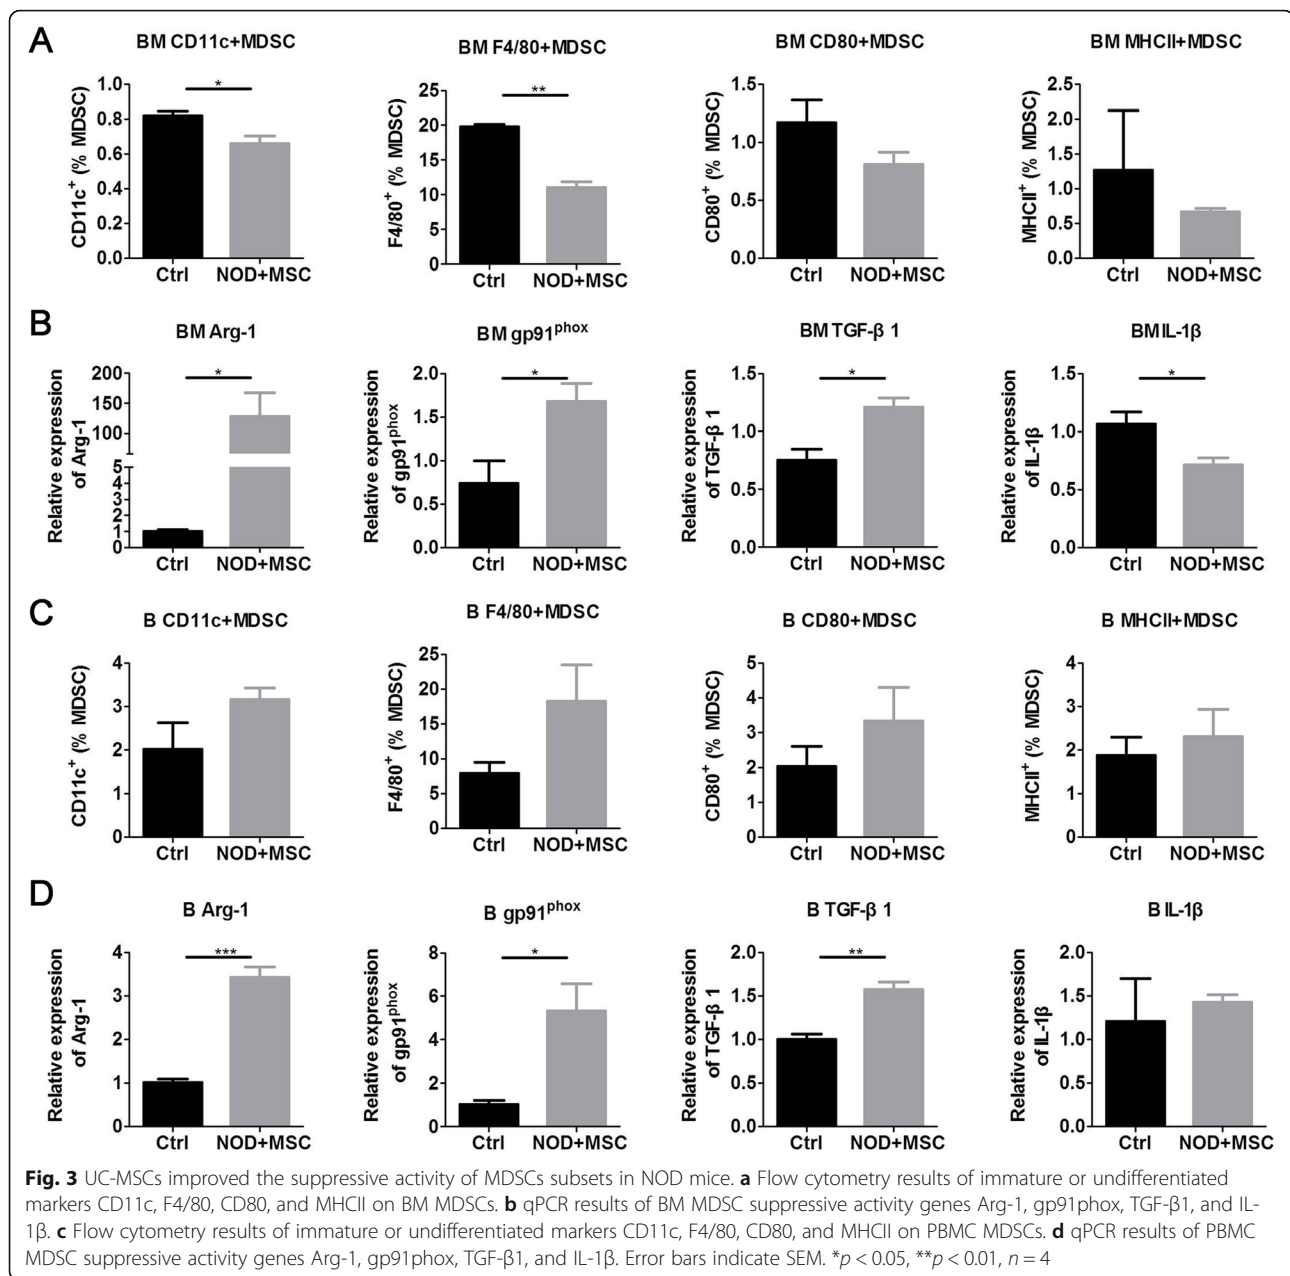 A
BM CD11c+MDSC
CD11c+ (% MDSC)
1.0
0.8
0.6
0.4
0.2
0.0
*
Ctrl NOD+MSC
BM F4/80+MDSC
F4/80+ (% MDSC)
25
20
15
10
5
0
**
Ctrl NOD+MSC
BM CD80+MDSC
CD80+ (% MDSC)
1.5
1.0
0.5
0.0
Ctrl NOD+MSC
BM MHCII+MDSC
MHCII+ (% MDSC)
2.5
2.0
1.5
1.0
0.5
0.0
Ctrl NOD+MSC
B
BM Arg-1
Relative expression
of Arg-1
200
150
100
5
4
3
2
1
0
*
Ctrl NOD+MSC
BM gp91phox
Relative expression
of gp91phox
2.0
1.5
1.0
0.5
0.0
*
Ctrl NOD+MSC
BM TGF-β 1
Relative expression
of TGF-β 1
1.5
1.0
0.5
0.0
*
Ctrl NOD+MSC
BM IL-1β
Relative expression
of IL-1β
1.5
1.0
0.5
0.0
*
Ctrl NOD+MSC
C
B CD11c+MDSC
CD11c+ (% MDSC)
4
3
2
1
0
Ctrl NOD+MSC
B F4/80+MDSC
F4/80+ (% MDSC)
25
20
15
10
5
0
Ctrl NOD+MSC
B CD80+MDSC
CD80+ (% MDSC)
5
4
3
2
1
0
Ctrl NOD+MSC
B MHCII+MDSC
MHCII+ (% MDSC)
4
3
2
1
0
Ctrl NOD+MSC
D
B Arg-1
Relative expression
of Arg-1
4
3
2
1
0
***
Ctrl NOD+MSC
B gp91phox
Relative expression
of gp91phox
8
6
4
2
0
*
Ctrl NOD+MSC
B TGF-β 1
Relative expression
of TGF-β 1
2.0
1.5
1.0
0.5
0.0
**
Ctrl NOD+MSC
B IL-1β
Relative expression
of IL-1β
2.0
1.5
1.0
0.5
0.0
Ctrl NOD+MSC
Fig. 3 UC-MSCs improved the suppressive activity of MDSCs subsets in NOD mice. a Flow cytometry results of immature or undifferentiated
markers CD11c, F4/80, CD80, and MHCII on BM MDSCs. b qPCR results of BM MDSC suppressive activity genes Arg-1, gp91phox, TGF-β1, and IL-
1β. c Flow cytometry results of immature or undifferentiated markers CD11c, F4/80, CD80, and MHCII on PBMC MDSCs. d qPCR results of PBMC
MDSC suppressive activity genes Arg-1, gp91phox, TGF-β1, and IL-1β. Error bars indicate SEM. *p < 0.05, **p < 0.01, n = 4